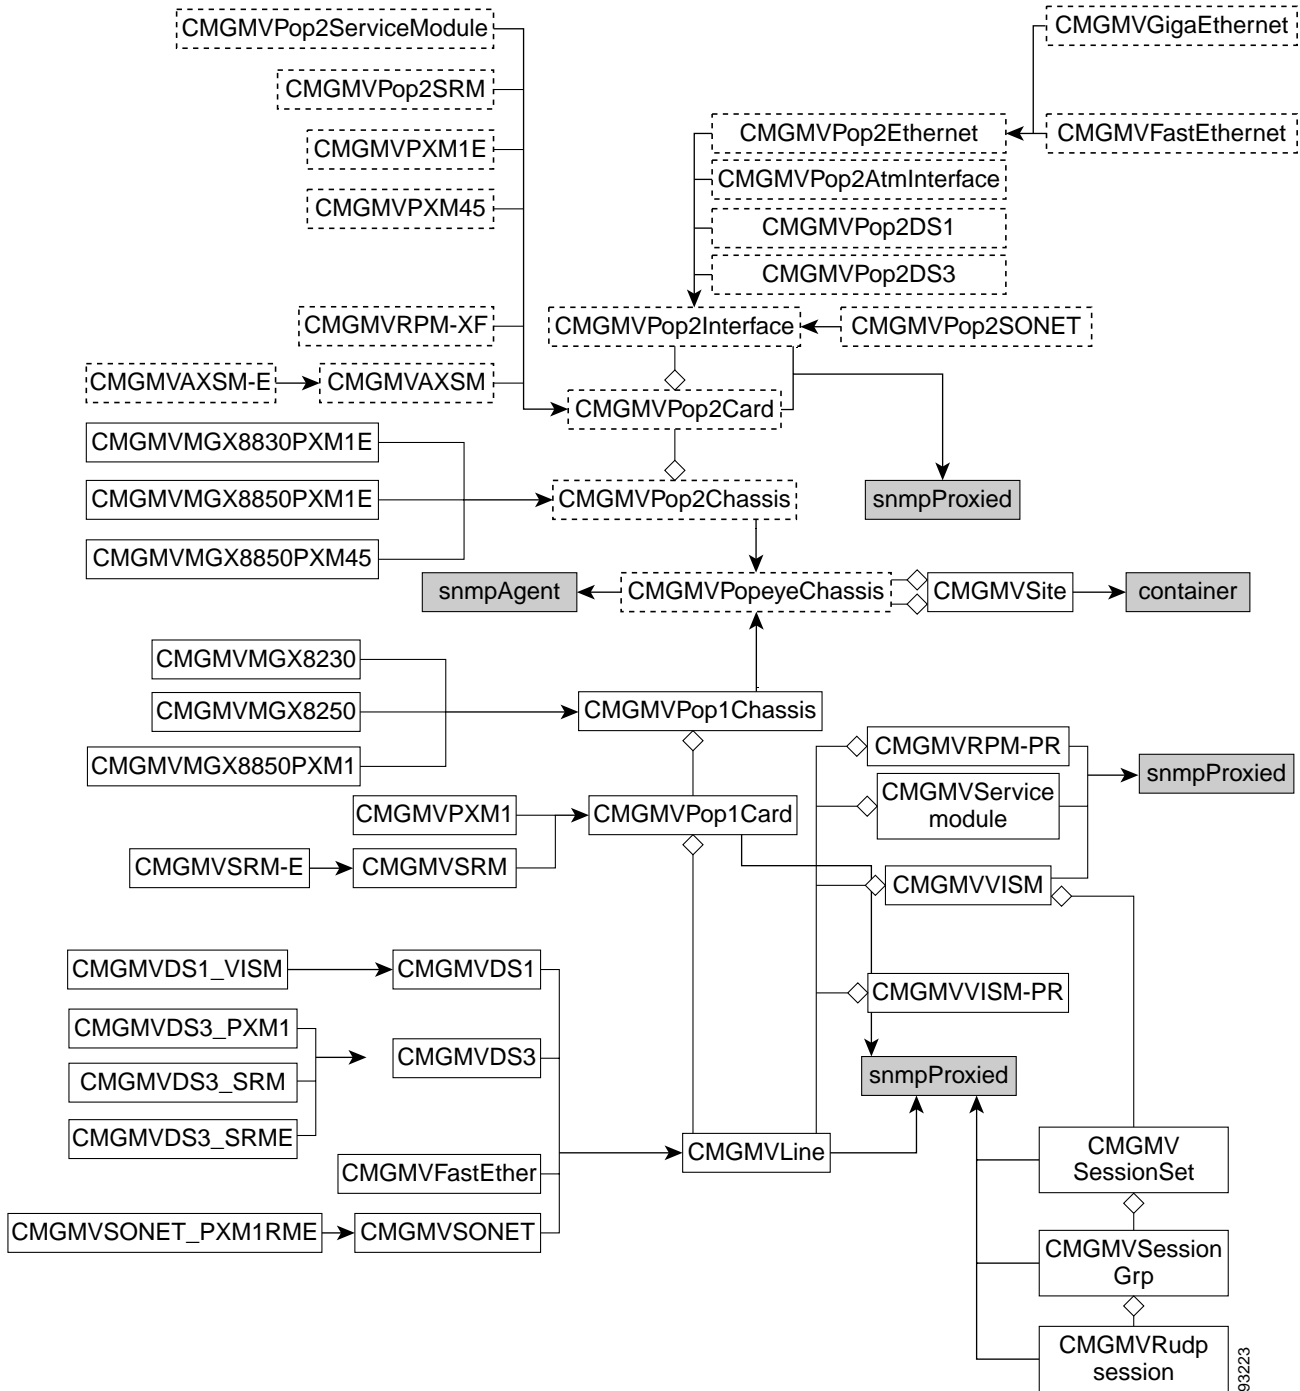 CMGMVPop2ServiceModule
CMGMVGigaEthernet
CMGMVPop2SRM
CMGMVPop2Ethernet
CMGMVFastEthernet
CMGMVPXM1E
CMGMVPop2AtmInterface
CMGMVPXM45
CMGMVPop2DS1
CMGMVPop2DS3
CMGMVRPM-XF
CMGMVPop2Interface
CMGMVPop2SONET
CMGMVAXSM-E
CMGMVAXSM
CMGMVPop2Card
CMGMVMGX8830PXM1E
CMGMVMGX8850PXM1E
CMGMVPop2Chassis
snmpProxied
CMGMVMGX8850PXM45
snmpAgent
CMGMVPopeyeChassis
CMGMVSite
container
CMGMVMGX8230
CMGMVMGX8250
CMGMVPop1Chassis
CMGMVMGX8850PXM1
CMGMVRPM-PR
snmpProxied
CMGMVService
module
CMGMVPXM1
CMGMVPop1Card
CMGMVSRM-E
CMGMVSRM
CMGMVVISM
CMGMVDS1_VISM
CMGMVDS1
CMGMVVISM-PR
CMGMVDS3_PXM1
CMGMVDS3
CMGMVDS3_SRM
snmpProxied
CMGMVDS3_SRME
CMGMVLine
CMGMV
SessionSet
CMGMVFastEther
CMGMVSONET_PXM1RME
CMGMVSONET
CMGMVSession
Grp
CMGMVRudp
session
93223